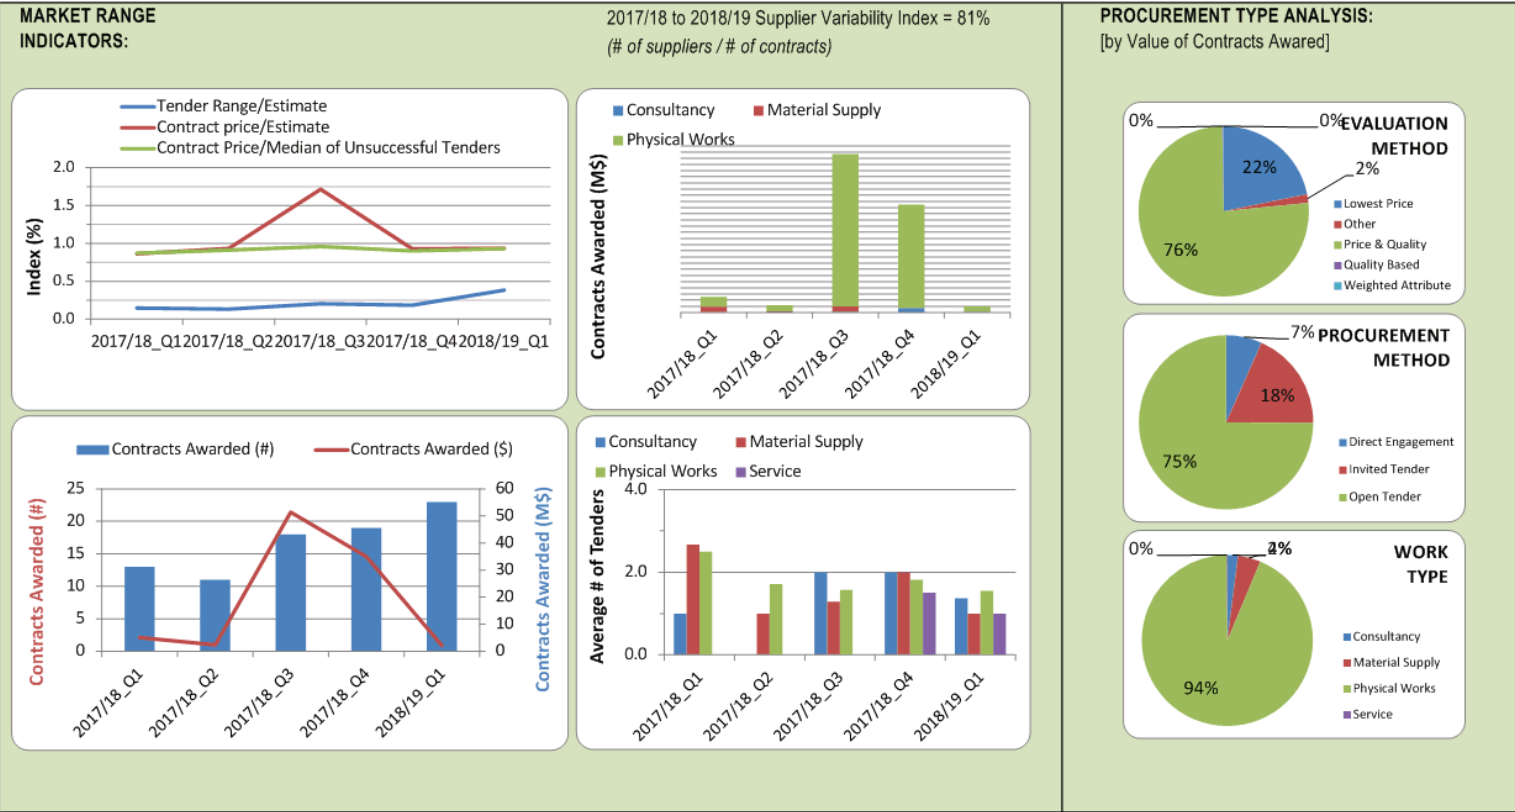 MARKET RANGE
INDICATORS:
2017/18 to 2018/19 Supplier Variability Index = 81%
(# of suppliers / # of contracts)
PROCUREMENT TYPE ANALYSIS:
[by Value of Contracts Awared]
Tender Range/Estimate
Contract price/Estimate
Contract Price/Median of Unsuccessful Tenders
Index (%)
2.0
1.5
1.0
0.5
0.0
2017/18_Q1 2017/18_Q2 2017/18_Q3 2017/18_Q4 2018/19_Q1
Consultancy Material Supply
Physical Works
Contracts Awarded (M$)
2017/18_Q1 2017/18_Q2 2017/18_Q3 2017/18_Q4 2018/19_Q1
Contracts Awarded (#) Contracts Awarded ($)
Contracts Awarded (#)
25
20
15
10
5
0
60
50
40
30
20
10
0
Contracts Awarded (M$)
2017/18_Q1 2017/18_Q2 2017/18_Q3 2017/18_Q4 2018/19_Q1
Consultancy Material Supply
Physical Works Service
Average # of Tenders
4.0
2.0
0.0
2017/18_Q1 2017/18_Q2 2017/18_Q3 2017/18_Q4 2018/19_Q1
EVALUATION
METHOD
0%
0%
22%
2%
76%
Lowest Price
Other
Price & Quality
Quality Based
Weighted Attribute
PROCUREMENT
METHOD
7%
18%
75%
Direct Engagement
Invited Tender
Open Tender
WORK
TYPE
0%
94%
Consultancy
Material Supply
Physical Works
Service